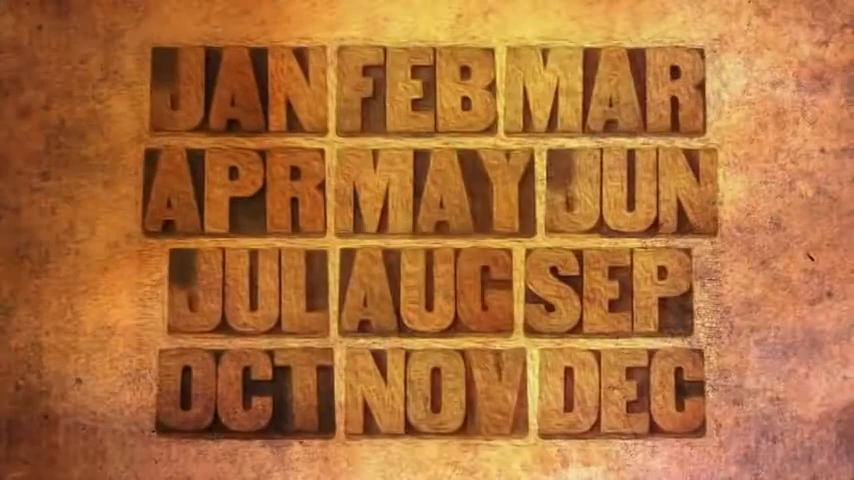 JAN FEB MAR
APR MAY JUN
JUL AUG SEP
OCT NOV DEC